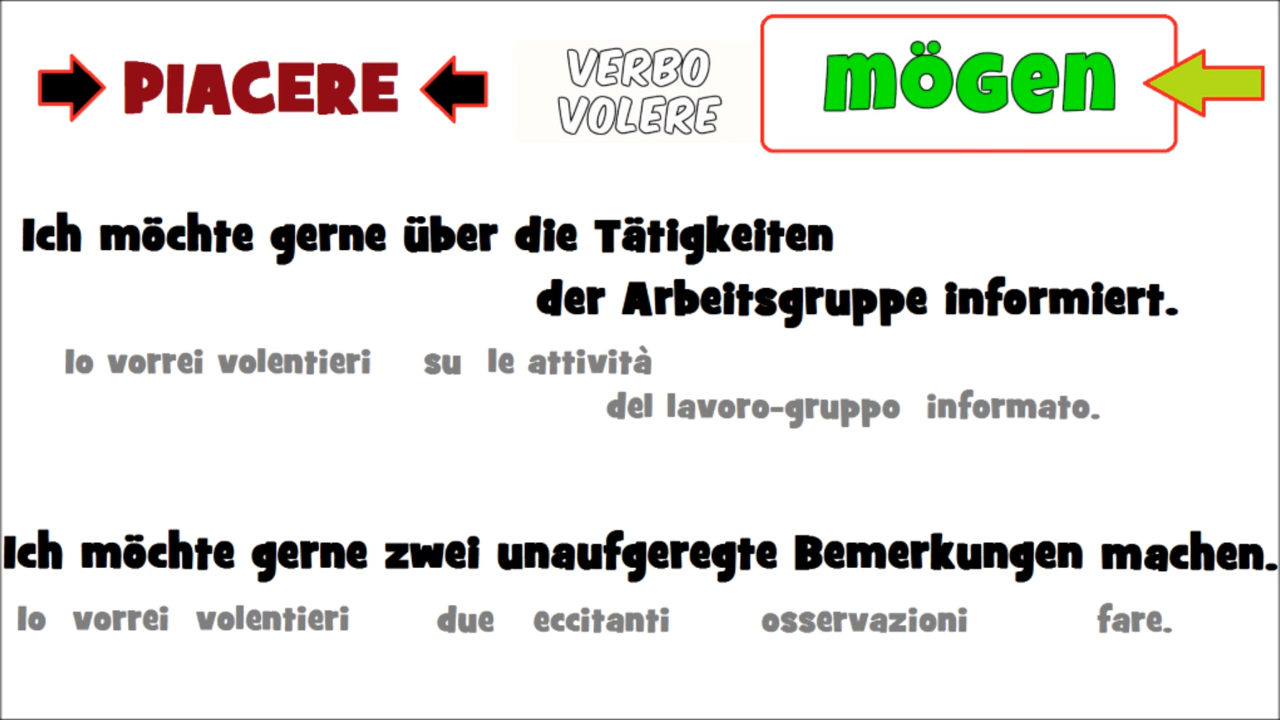 PIACERE
VERBO
VOLERE
mögen
Ich möchte gerne über die Tätigkeiten
der Arbeitsgruppe informiert.
Io vorrei volentieri su le attività
del lavoro-gruppo informato.
Ich möchte gerne zwei unaufgeregte Bemerkungen machen.
Io vorrei volentieri due eccitanti osservazioni fare.